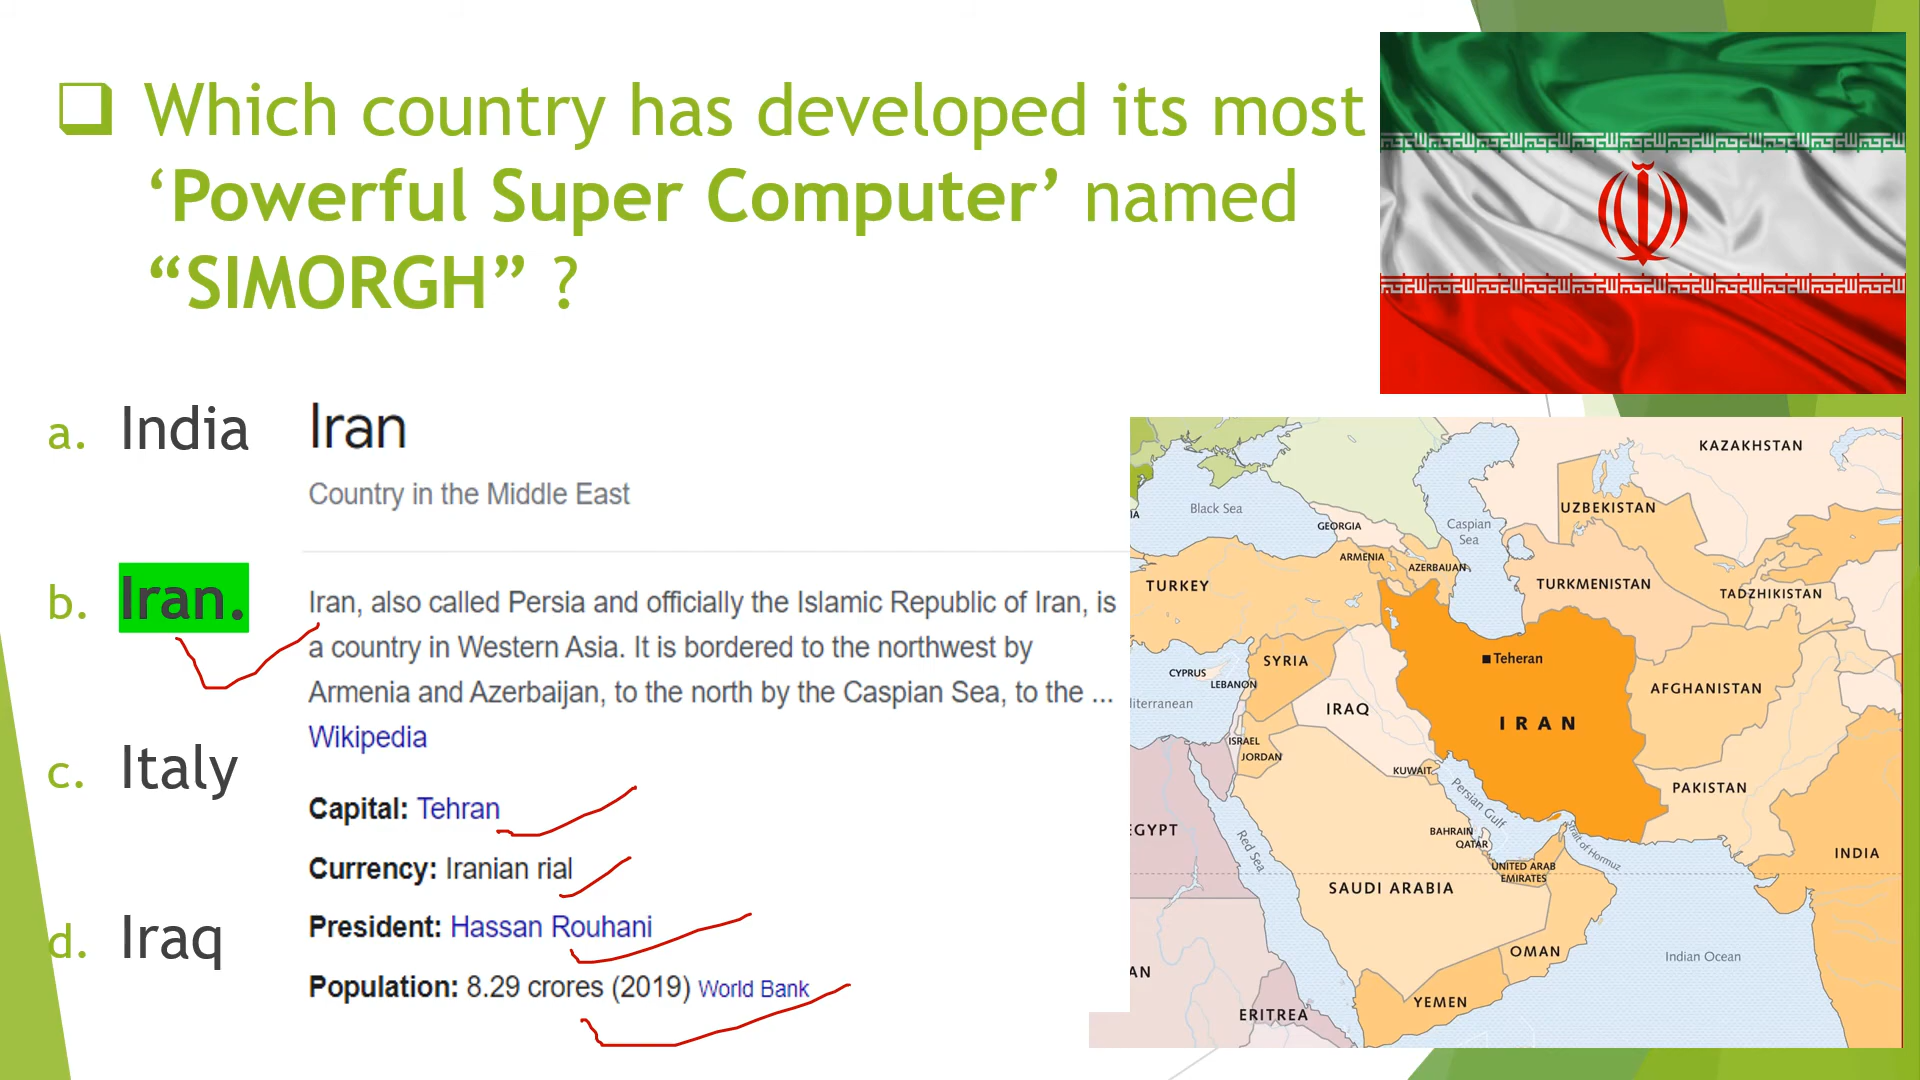 ❑ Which country has developed its most
‘Powerful Super Computer’ named
“SIMORGH” ?
a. India
b. Iran.
c. Italy
d. Iraq
Iran
Country in the Middle East
Iran, also called Persia and officially the Islamic Republic of Iran, is
a country in Western Asia. It is bordered to the northwest by
Armenia and Azerbaijan, to the north by the Caspian Sea, to the ...
Wikipedia
Capital: Tehran
Currency: Iranian rial
President: Hassan Rouhani
Population: 8.29 crores (2019) World Bank
KAZAKHSTAN
UZBEKISTAN
Black Sea
IA
GEORGIA
Caspian
Sea
ARMENIA
AZERBAIJAN
TURKEY
TURKMENISTAN
TADZHIKISTAN
Teheran
SYRIA
CYPRUS
LEBANON
AFGHANISTAN
literranean
IRAQ
IRAN
ISRAEL
JORDAN
KUWAIT
PAKISTAN
Persian Gulf
EGYPT
Red Sea
BAHRAIN
QATAR
Strait of Hormuz
INDIA
UNITED ARAB
EMIRATES
SAUDI ARABIA
OMAN
Indian Ocean
AN
YEMEN
ERITREA